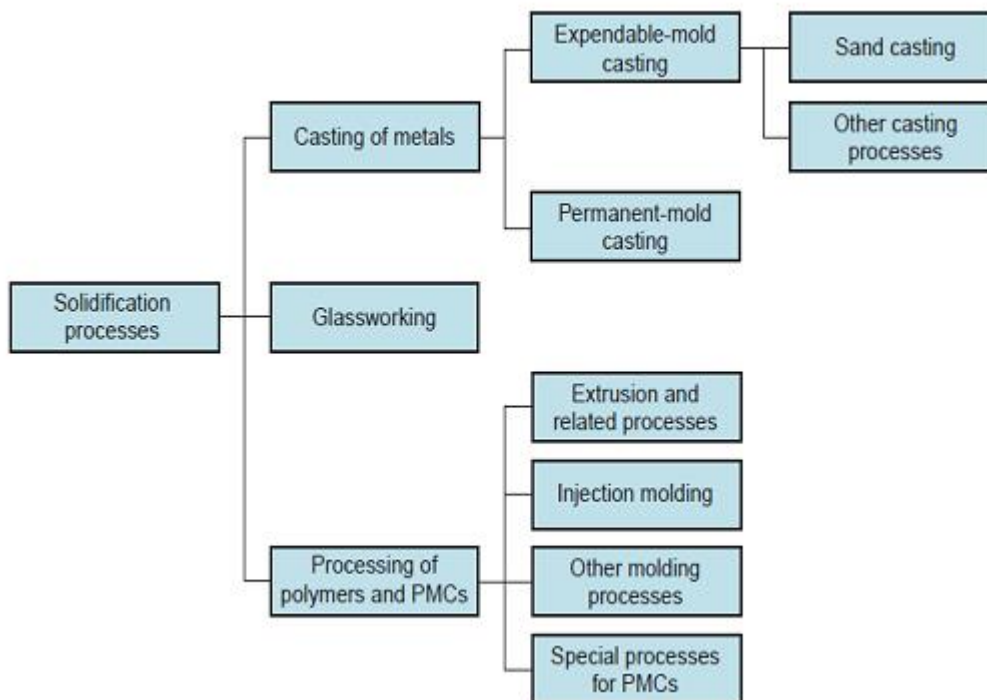 Expendable-mold
casting
Sand casting
Casting of metals
Other casting
processes
Permanent-mold
casting
Solidification
processes
Glassworking
Extrusion and
related processes
Injection molding
Processing of
polymers and PMCs
Other molding
processes
Special processes
for PMCs